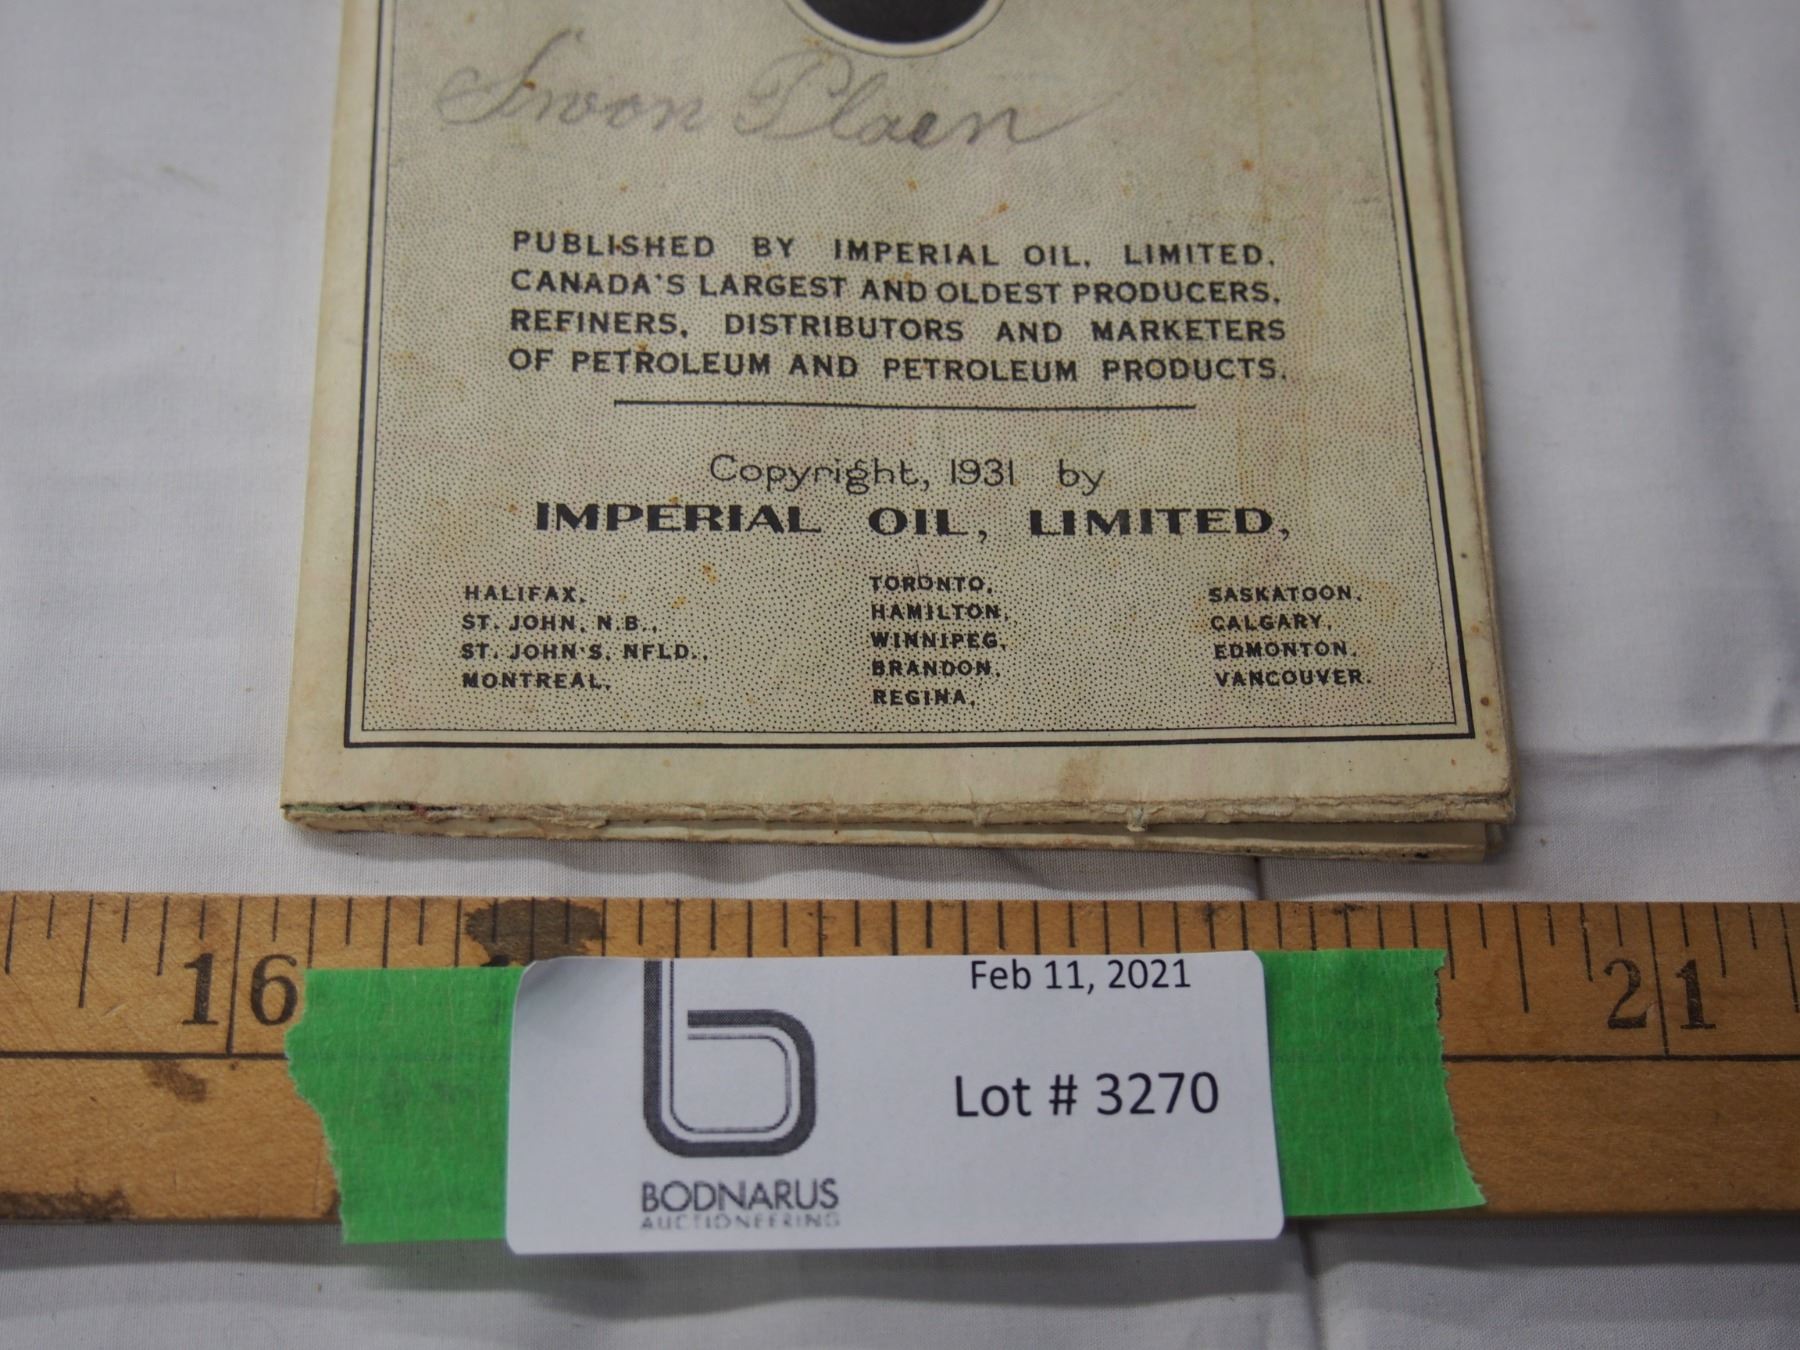 Swon Plaen
PUBLISHED BY IMPERIAL OIL, LIMITED,
CANADA'S LARGEST AND OLDEST PRODUCERS,
REFINERS, DISTRIBUTORS AND MARKETERS
OF PETROLEUM AND PETROLEUM PRODUCTS.
Copyright, 1931 by
IMPERIAL OIL, LIMITED,
HALIFAX,
ST. JOHN, N.B.,
ST. JOHN'S, NFLD.,
MONTREAL,
TORONTO,
HAMILTON,
WINNIPEG,
BRANDON,
REGINA,
SASKATOON,
CALGARY,
EDMONTON,
VANCOUVER.
16 21
Feb 11, 2021
Lot # 3270
b
BODNARUS
AUCTIONEERING